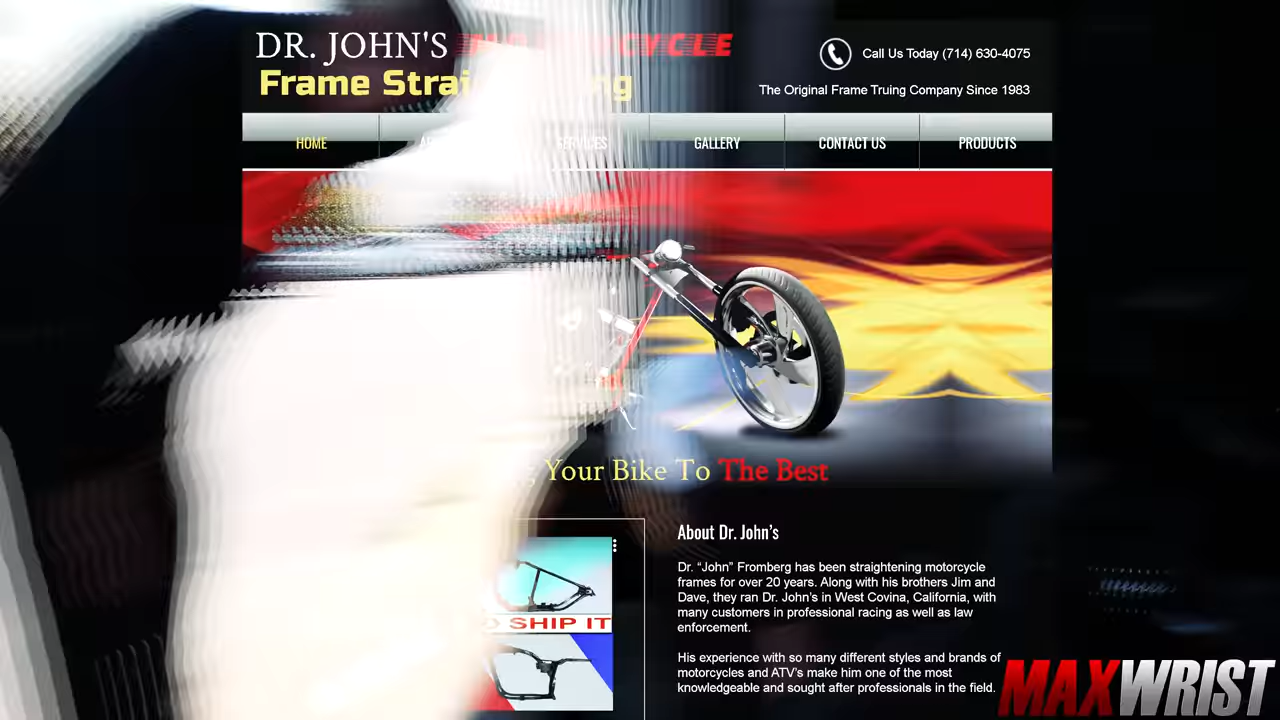 DR. JOHN'S CYCLE
Frame
Call Us Today (714) 630-4075
The Original Frame Truing Company Since 1983
HOME
SERVICES
GALLERY
CONTACT US
PRODUCTS
Your Bike To The Best
SHIP IT
About Dr. John's
Dr. “John” Fromberg has been straightening motorcycle
frames for over 20 years. Along with his brothers Jim and
Dave, they ran Dr. John's in West Covina, California, with
many customers in professional racing as well as law
enforcement.
His experience with so many different styles and brands of
motorcycles and ATV's make him one of the most
knowledgeable and sought after professionals in the field.
MAXWRIST